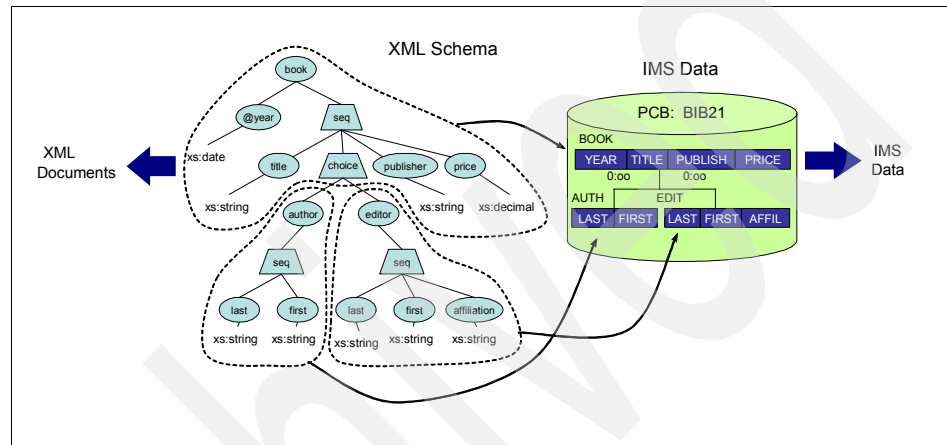 XML Schema
IMS Data
book
PCB: BIB21
@year
seq
BOOK
YEAR TITLE PUBLISH PRICE
xs:date
XML
Documents
IMS
Data
title
choice
publisher
price
0:oo
0:oo
xs:string
xs:string
xs:decimal
AUTH
EDIT
author
editor
LAST FIRST
LAST FIRST AFFIL
seq
seq
last
first
last
first
affiliation
xs:string
xs:string
xs:string
xs:string
xs:string